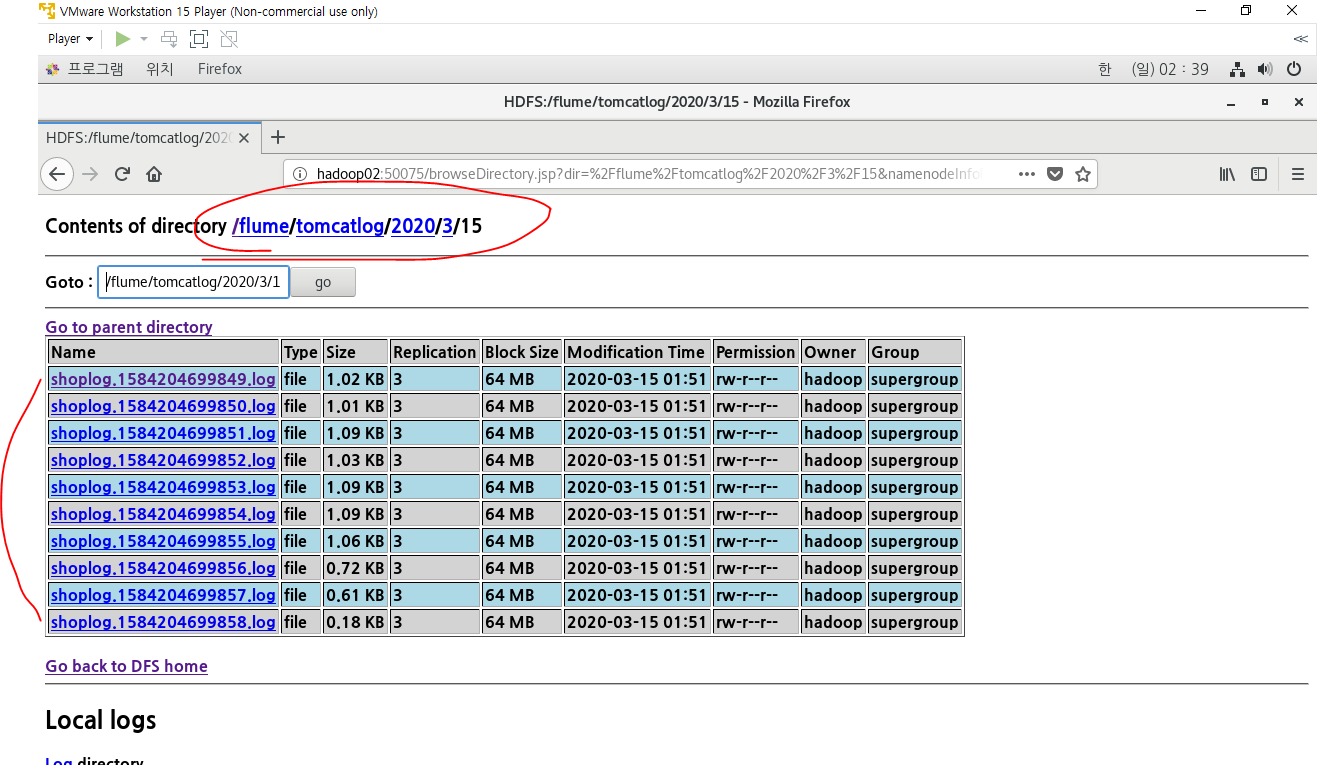 VMware Workstation 15 Player (Non-commercial use only)
Player
프로그램 위치 Firefox 한 (일) 02 : 39
HDFS:/flume/tomcatlog/2020/3/15 - Mozilla Firefox
HDFS:/flume/tomcatlog/202
hadoop02:50075/browseDirectory.jsp?dir=%2Fflume%2Ftomcatlog%2F2020%2F3%2F15&namenodeInfo
Contents of directory /flume/tomcatlog/2020/3/15
Goto : /flume/tomcatlog/2020/3/1 go
Go to parent directory
Name Type Size Replication Block Size Modification Time Permission Owner Group
shoplog.1584204699849.log file 1.02 KB 3 64 MB 2020-03-15 01:51 rw-r--r-- hadoop supergroup
shoplog.1584204699850.log file 1.01 KB 3 64 MB 2020-03-15 01:51 rw-r--r-- hadoop supergroup
shoplog.1584204699851.log file 1.09 KB 3 64 MB 2020-03-15 01:51 rw-r--r-- hadoop supergroup
shoplog.1584204699852.log file 1.03 KB 3 64 MB 2020-03-15 01:51 rw-r--r-- hadoop supergroup
shoplog.1584204699853.log file 1.09 KB 3 64 MB 2020-03-15 01:51 rw-r--r-- hadoop supergroup
shoplog.1584204699854.log file 1.09 KB 3 64 MB 2020-03-15 01:51 rw-r--r-- hadoop supergroup
shoplog.1584204699855.log file 1.06 KB 3 64 MB 2020-03-15 01:51 rw-r--r-- hadoop supergroup
shoplog.1584204699856.log file 0.72 KB 3 64 MB 2020-03-15 01:51 rw-r--r-- hadoop supergroup
shoplog.1584204699857.log file 0.61 KB 3 64 MB 2020-03-15 01:51 rw-r--r-- hadoop supergroup
shoplog.1584204699858.log file 0.18 KB 3 64 MB 2020-03-15 01:51 rw-r--r-- hadoop supergroup
Go back to DFS home
Local logs
Log directory